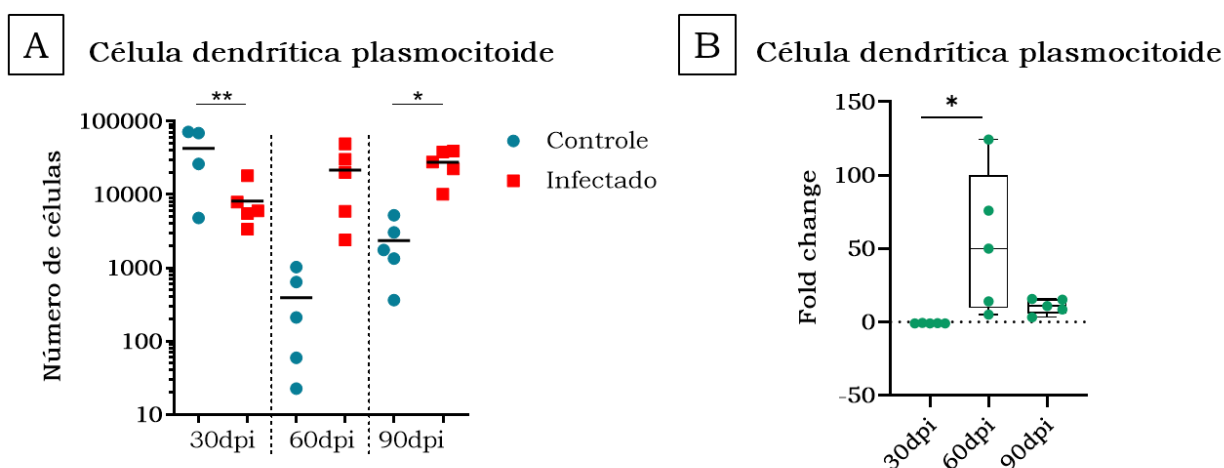 A
Célula dendrítica plasmocitoide
**
*
100000
10000
1000
100
10
Número de células
30dpi
60dpi
90dpi
Controle
Infectado
B
Célula dendrítica plasmocitoide
*
150
100
50
0
-50
Fold change
30dpi
60dpi
90dpi